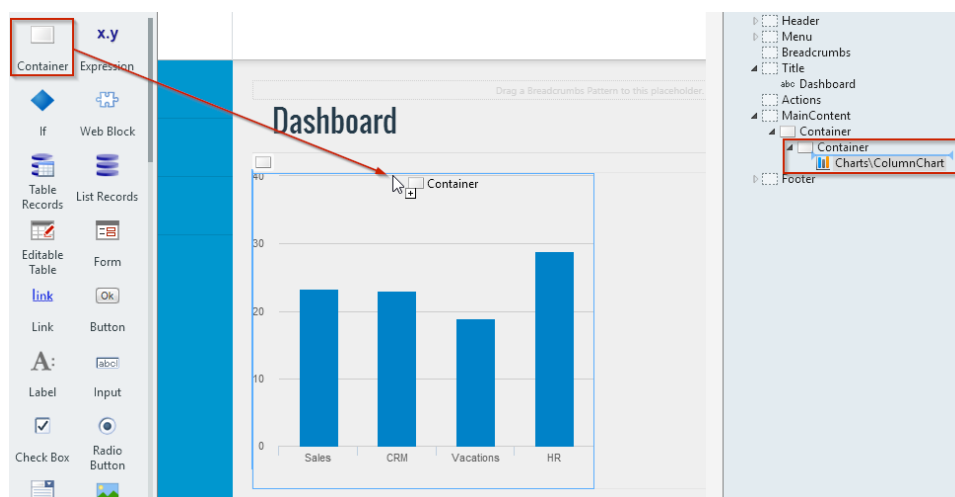 x.y
Container
Expression
If
Web Block
Table
Records
List Records
Editable
Table
Form
link
Ok
Link
Button
A:
abc
Label
Input
Check Box
Radio
Button
Drag a Breadcrumbs Pattern to this placeholder.
Dashboard
Container
40
30
20
10
0
Sales
CRM
Vacations
HR
Header
Menu
Breadcrumbs
Title
abc Dashboard
Actions
MainContent
Container
Container
Charts\ColumnChart
Footer